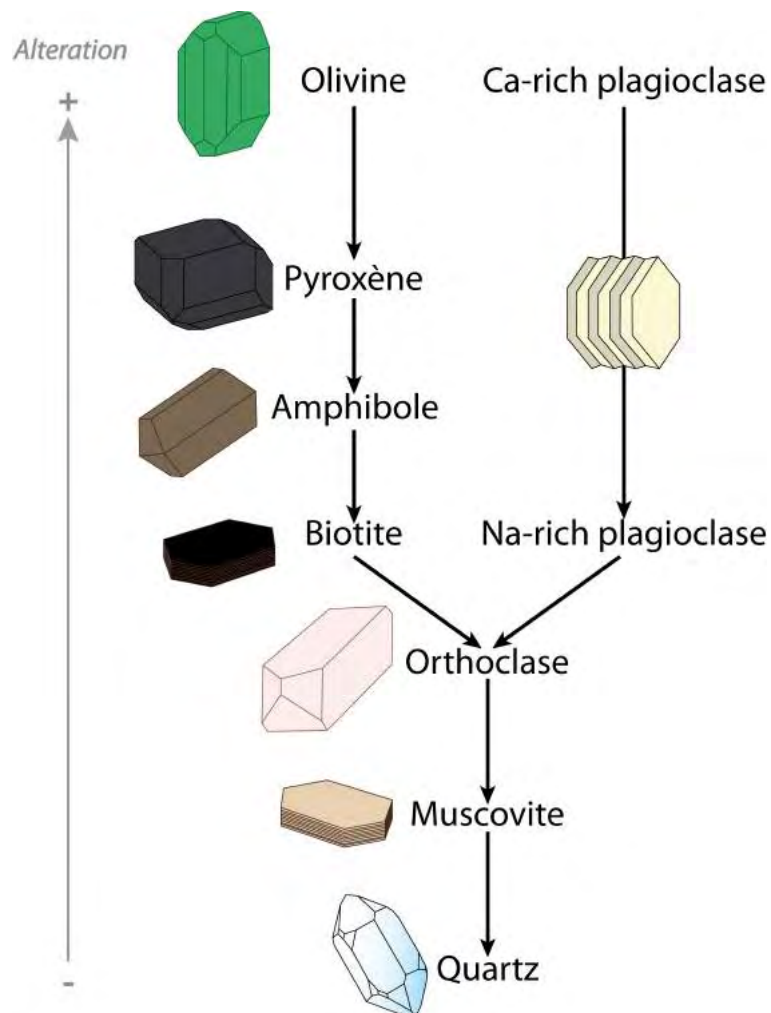 Alteration
+
Olivine
Ca-rich plagioclase
Pyroxène
Amphibole
Biotite
Na-rich plagioclase
Orthoclase
Muscovite
Quartz
-